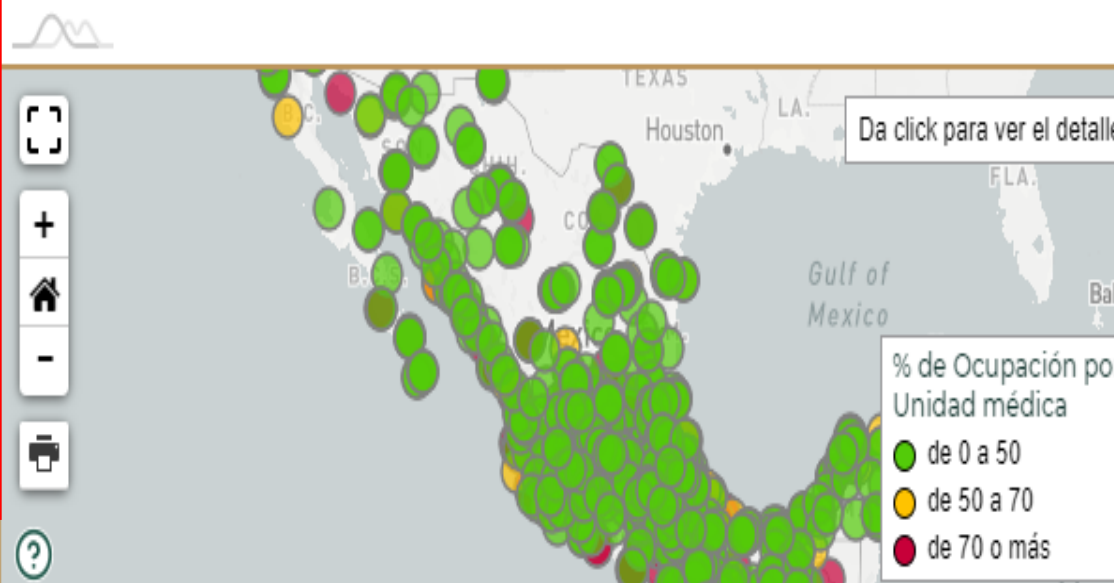 TEXAS
LA.
Houston
Da click para ver el detalle
B.C.
FLA.
+
B.C.S.
Gulf of
Mexico
Mexico
-
% de Ocupación po
Unidad médica
de 0 a 50
de 50 a 70
de 70 o más
?